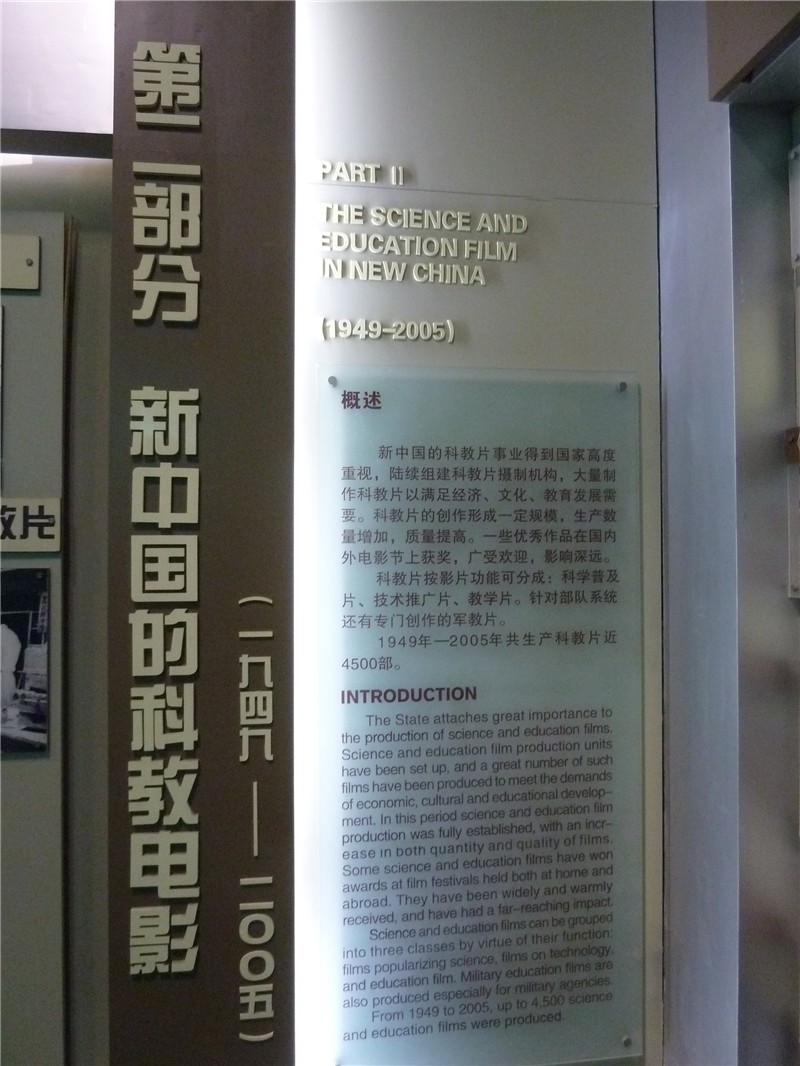 第二部分 新中国的科教电影
(一九四九——二〇〇五)
PART II
THE SCIENCE AND
EDUCATION FILM
IN NEW CHINA
(1949-2005)
概述
新中国的科教片事业得到国家高度
重视，陆续组建科教片摄制机构，大量制
作科教片以满足经济、文化、教育发展需
要。科教片的创作形成一定规模，生产数
量增加，质量提高。一些优秀作品在国内
外电影节上获奖，广受欢迎，影响深远。
科教片按影片功能可分成：科学普及
片、技术推广片、教学片。针对部队系统
还有专门创作的军教片。
1949年—2005年共生产科教片近
4500部。
INTRODUCTION
The State attaches great importance to
the production of science and education films.
Science and education film production units
have been set up, and a great number of such
films have been produced to meet the demands
of economic, cultural and educational develop-
ment. In this period science and education film
production was fully established, with an incr-
ease in both quantity and quality of films.
Some science and education films have won
awards at film festivals held both at home and
abroad. They have been widely and warmly
received, and have had a far-reaching impact.
Science and education films can be grouped
into three classes by virtue of their function:
films popularizing science, films on technology,
and education film. Military education films are
also produced especially for military agencies.
From 1949 to 2005, up to 4,500 science
and education films were produced.
教片